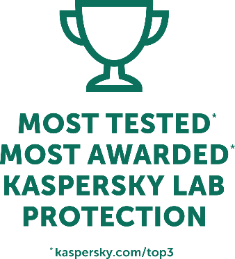 MOST TESTED*
MOST AWARDED*
KASPERSKY LAB
PROTECTION
*kaspersky.com/top3